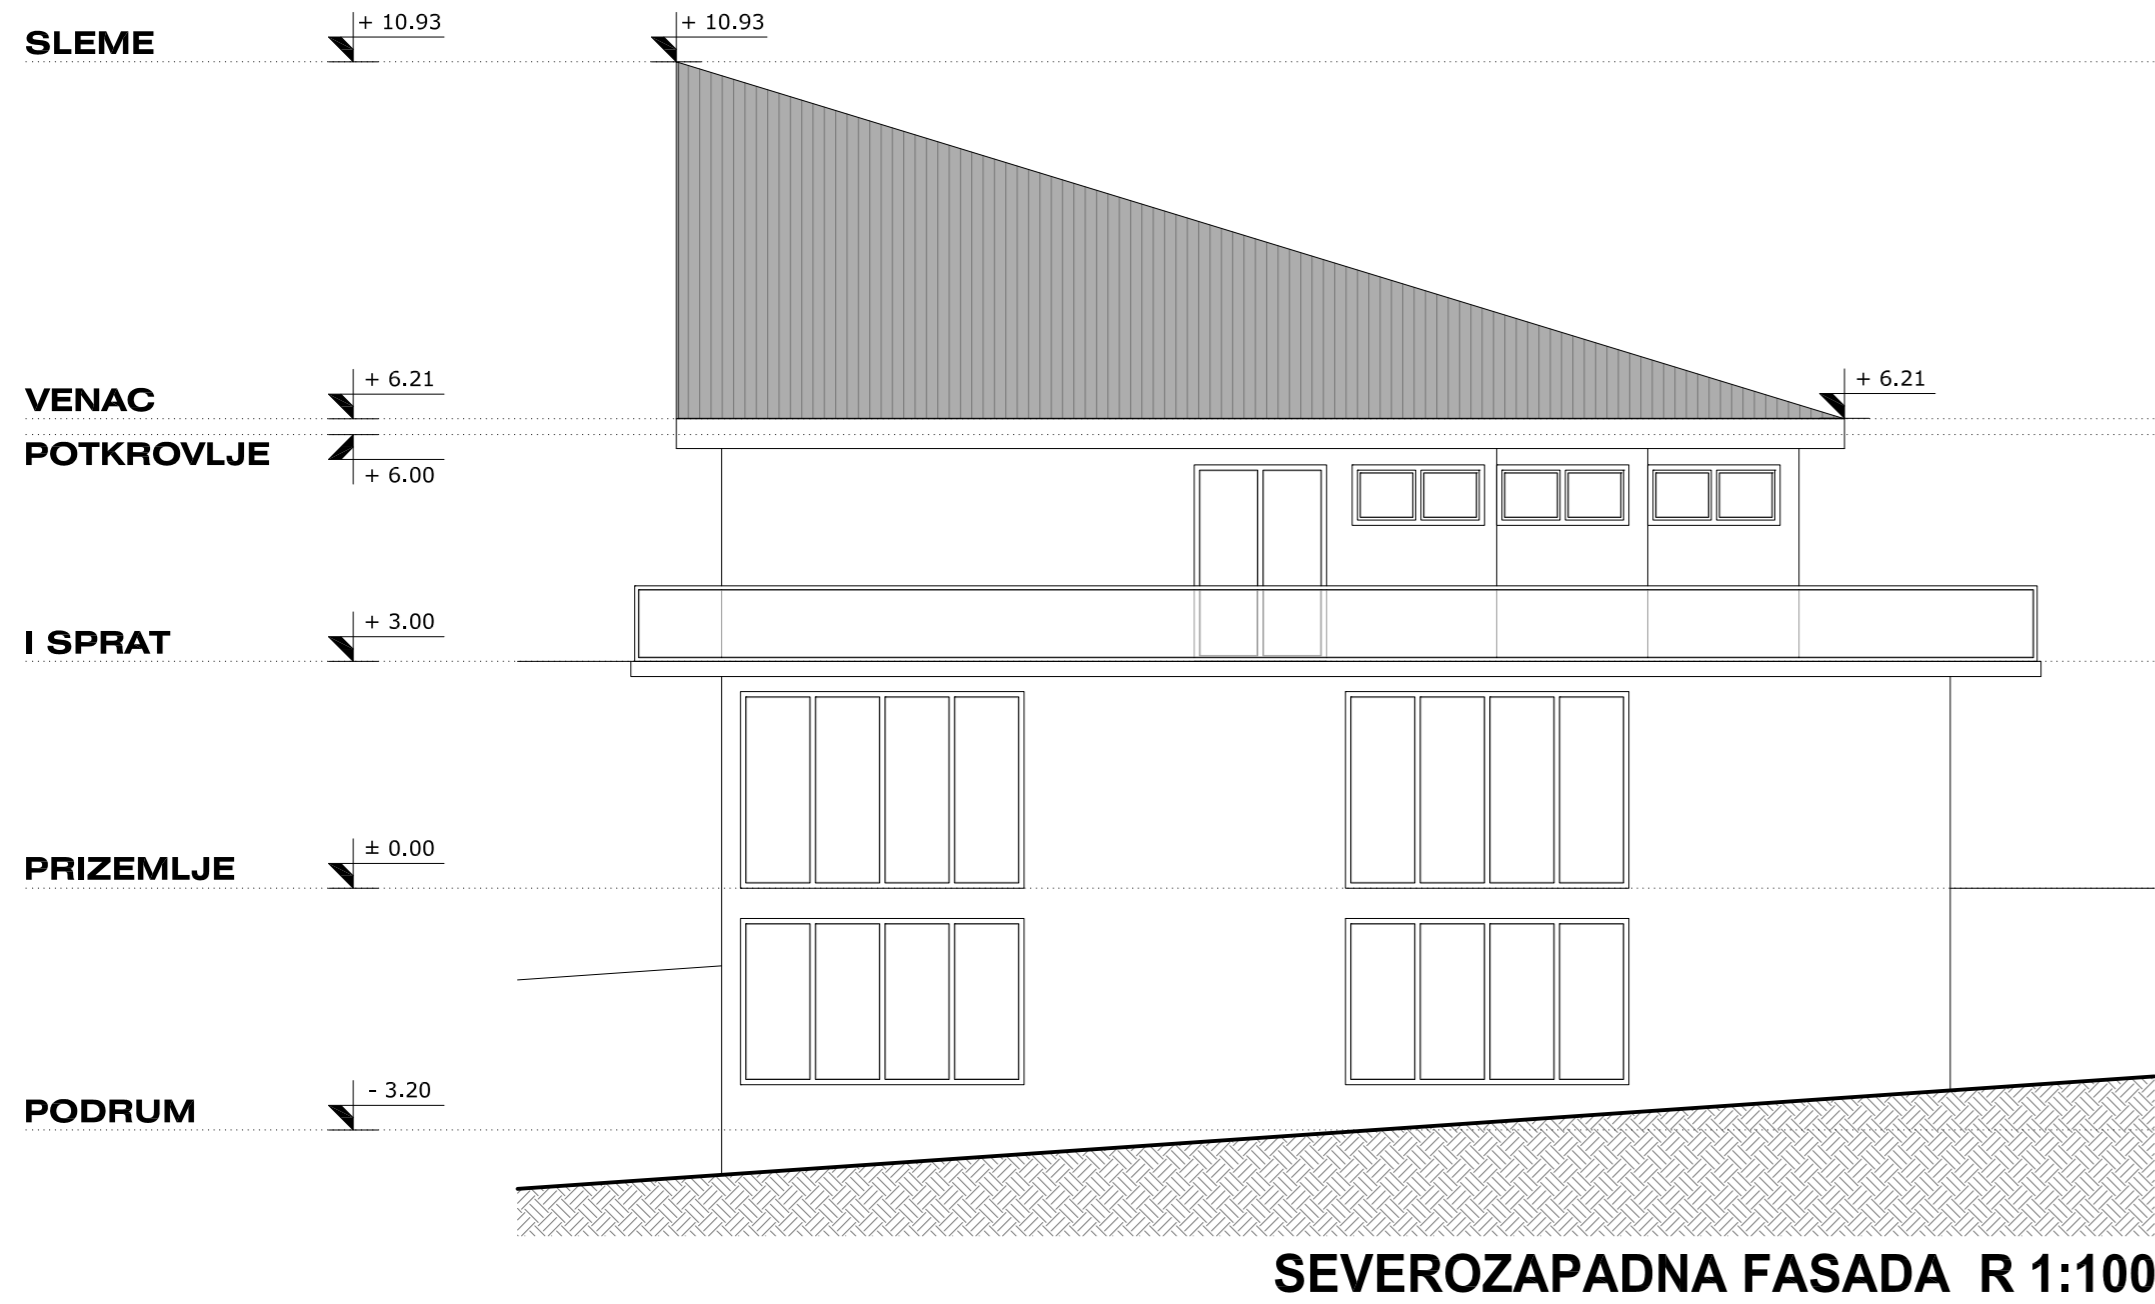 + 10.93
+ 10.93
SLEME
+ 6.21
+ 6.21
VENAC
POTKROVLJE
+ 6.00
+ 3.00
I SPRAT
± 0.00
PRIZEMLJE
- 3.20
PODRUM
SEVEROZAPADNA FASADA R 1:100